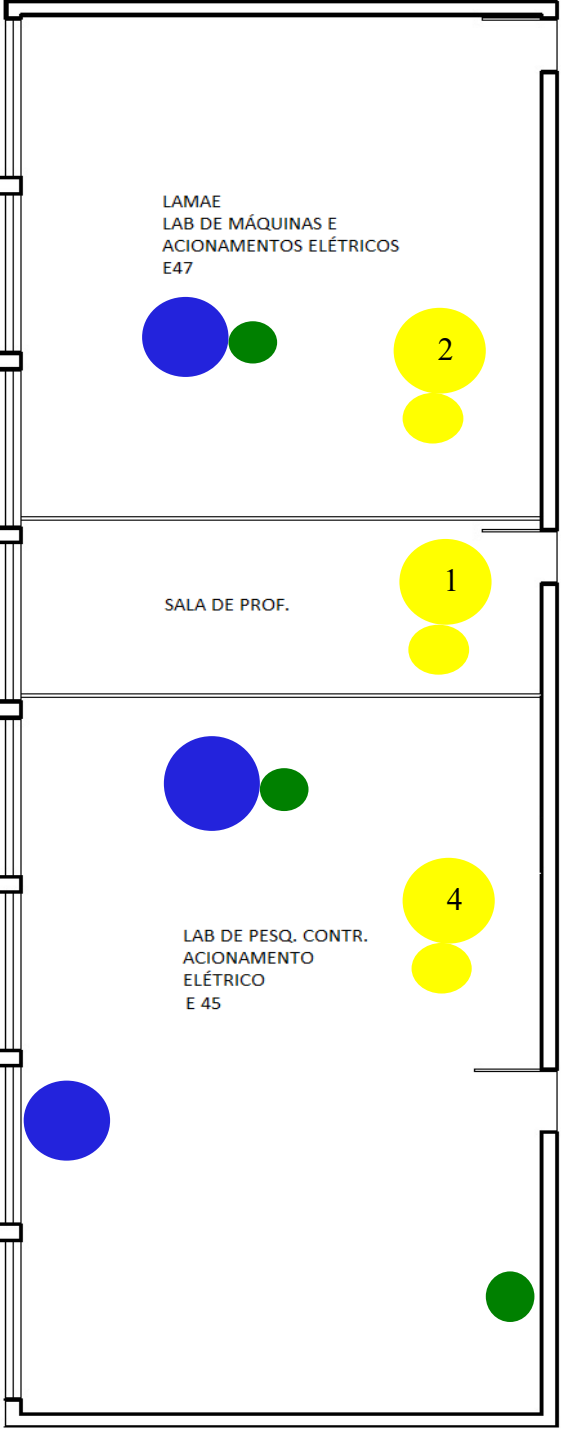 LAMAE
LAB DE MÁQUINAS E
ACIONAMENTOS ELÉTRICOS
E47
2
1
SALA DE PROF.
4
LAB DE PESQ. CONTR.
ACIONAMENTO
ELÉTRICO
E 45